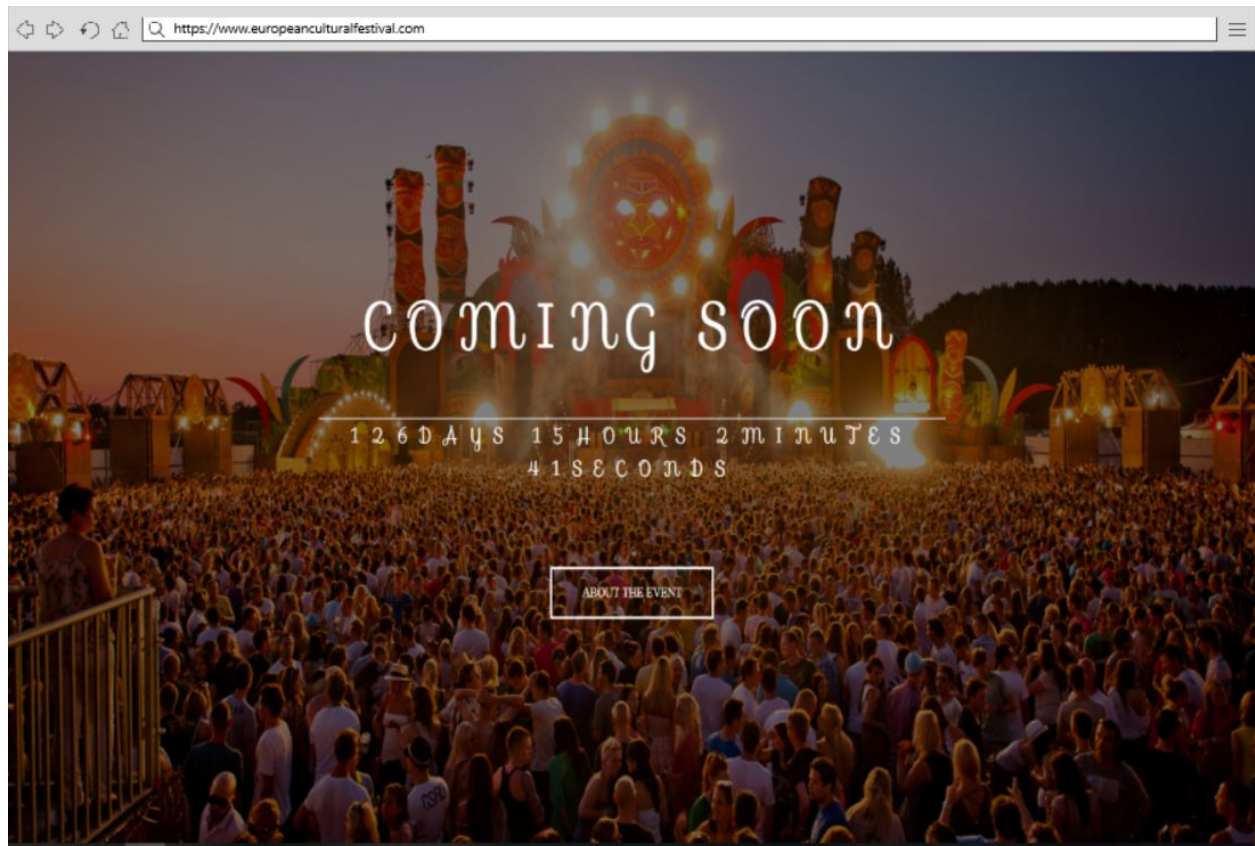 https://www.europeanculturalfestival.com
COMING SOON
126DAYS 15HOURS 2MINUTES
41SECONDS
ABOUT THE EVENT